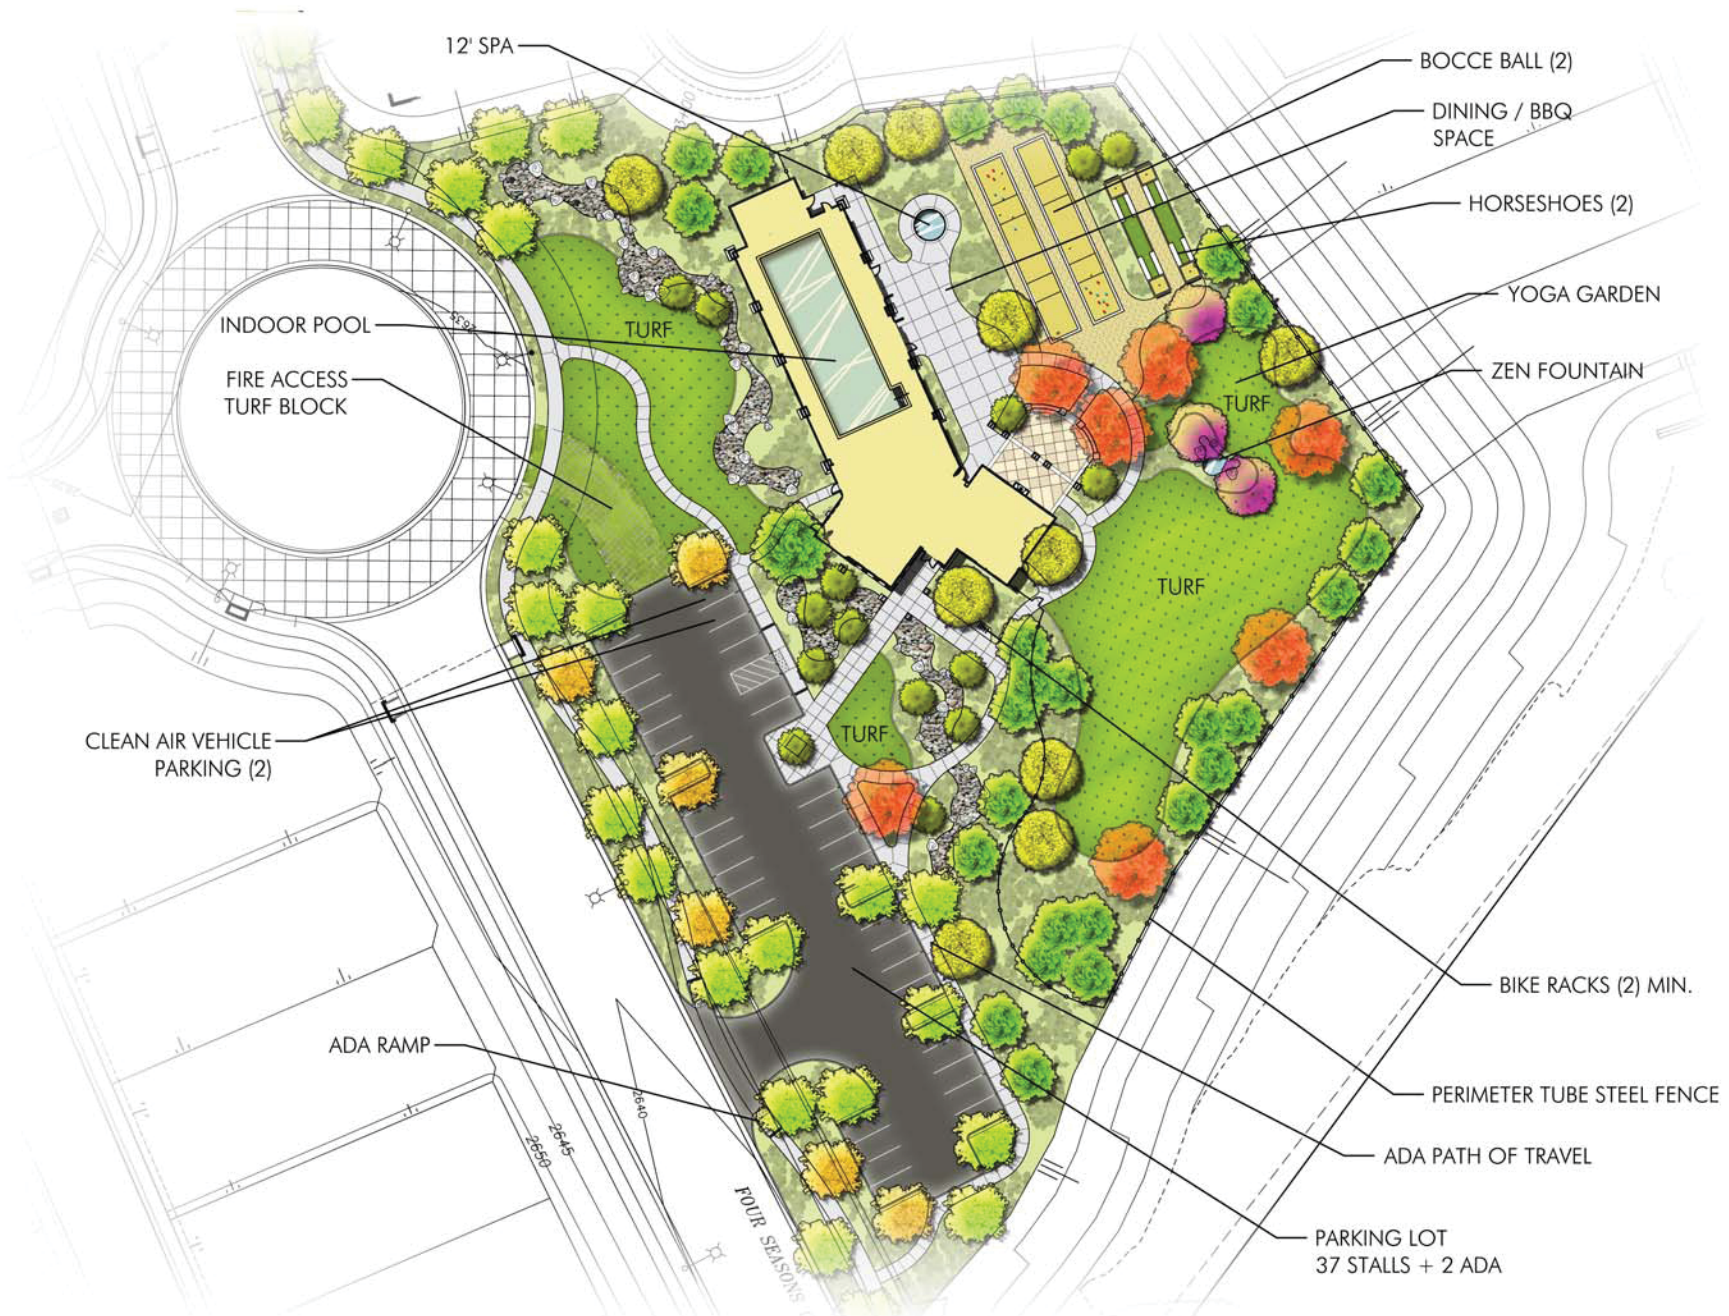 12' SPA
BOCCE BALL (2)
DINING / BBQ
SPACE
HORSESHOES (2)
YOGA GARDEN
ZEN FOUNTAIN
INDOOR POOL
2635
TURF
FIRE ACCESS
TURF BLOCK
TURF
TURF
TURF
CLEAN AIR VEHICLE
PARKING (2)
BIKE RACKS (2) MIN.
ADA RAMP
2640
2645
2650
PERIMETER TUBE STEEL FENCE
ADA PATH OF TRAVEL
FOUR SEASONS
PARKING LOT
37 STALLS + 2 ADA